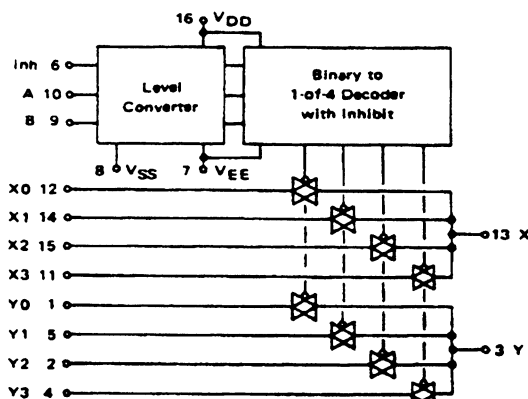 16 VDD
Inh 6
A 10
B 9
Level
Converter
Binary to
1-of-4 Decoder
with Inhibit
8 VSS
7 VEE
X0 12
X1 14
X2 15
X3 11
13 X
Y0 1
Y1 5
Y2 2
Y3 4
3 Y